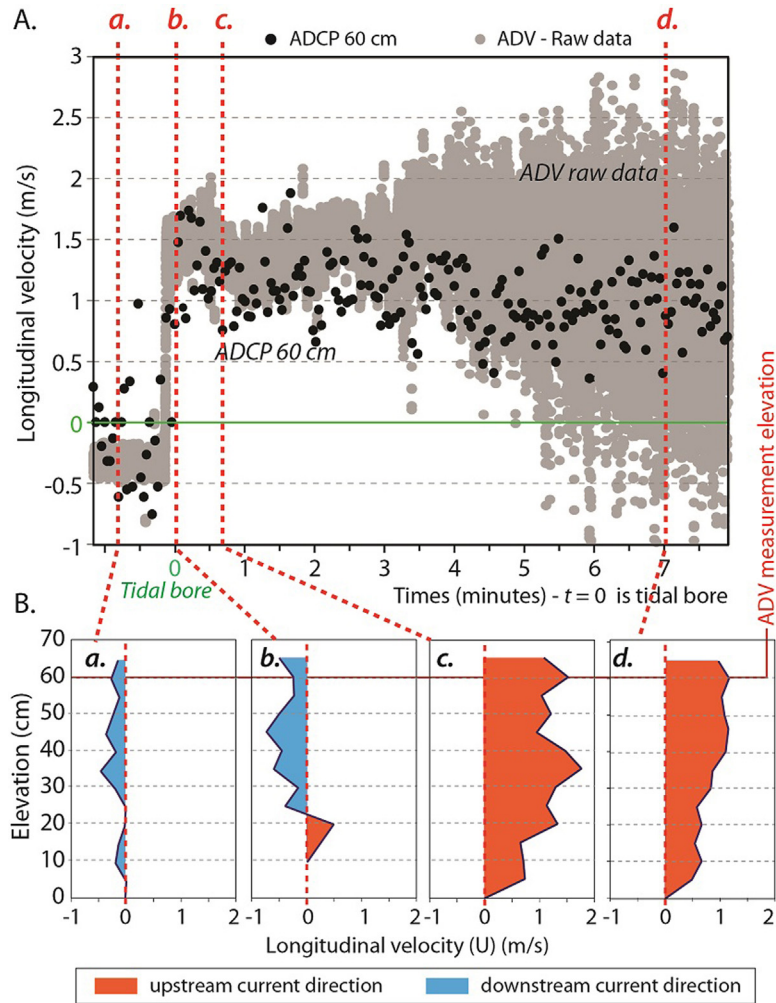 A.
a. b. c. d.
ADCP 60 cm ADV - Raw data
3
2.5
2
1.5
1
0.5
0
-0.5
-1
Longitudinal velocity (m/s)
ADV raw data
ADCP 60 cm
0 1 2 3 4 5 6 7
Tidal bore
Times (minutes) - t = 0 is tidal bore
ADV measurement elevation
B.
70
60
50
40
30
20
10
0
Elevation (cm)
a. b. c. d.
-1 0 1 2 -1 0 1 2 -1 0 1 2 -1 0 1 2
Longitudinal velocity (U) (m/s)
upstream current direction downstream current direction